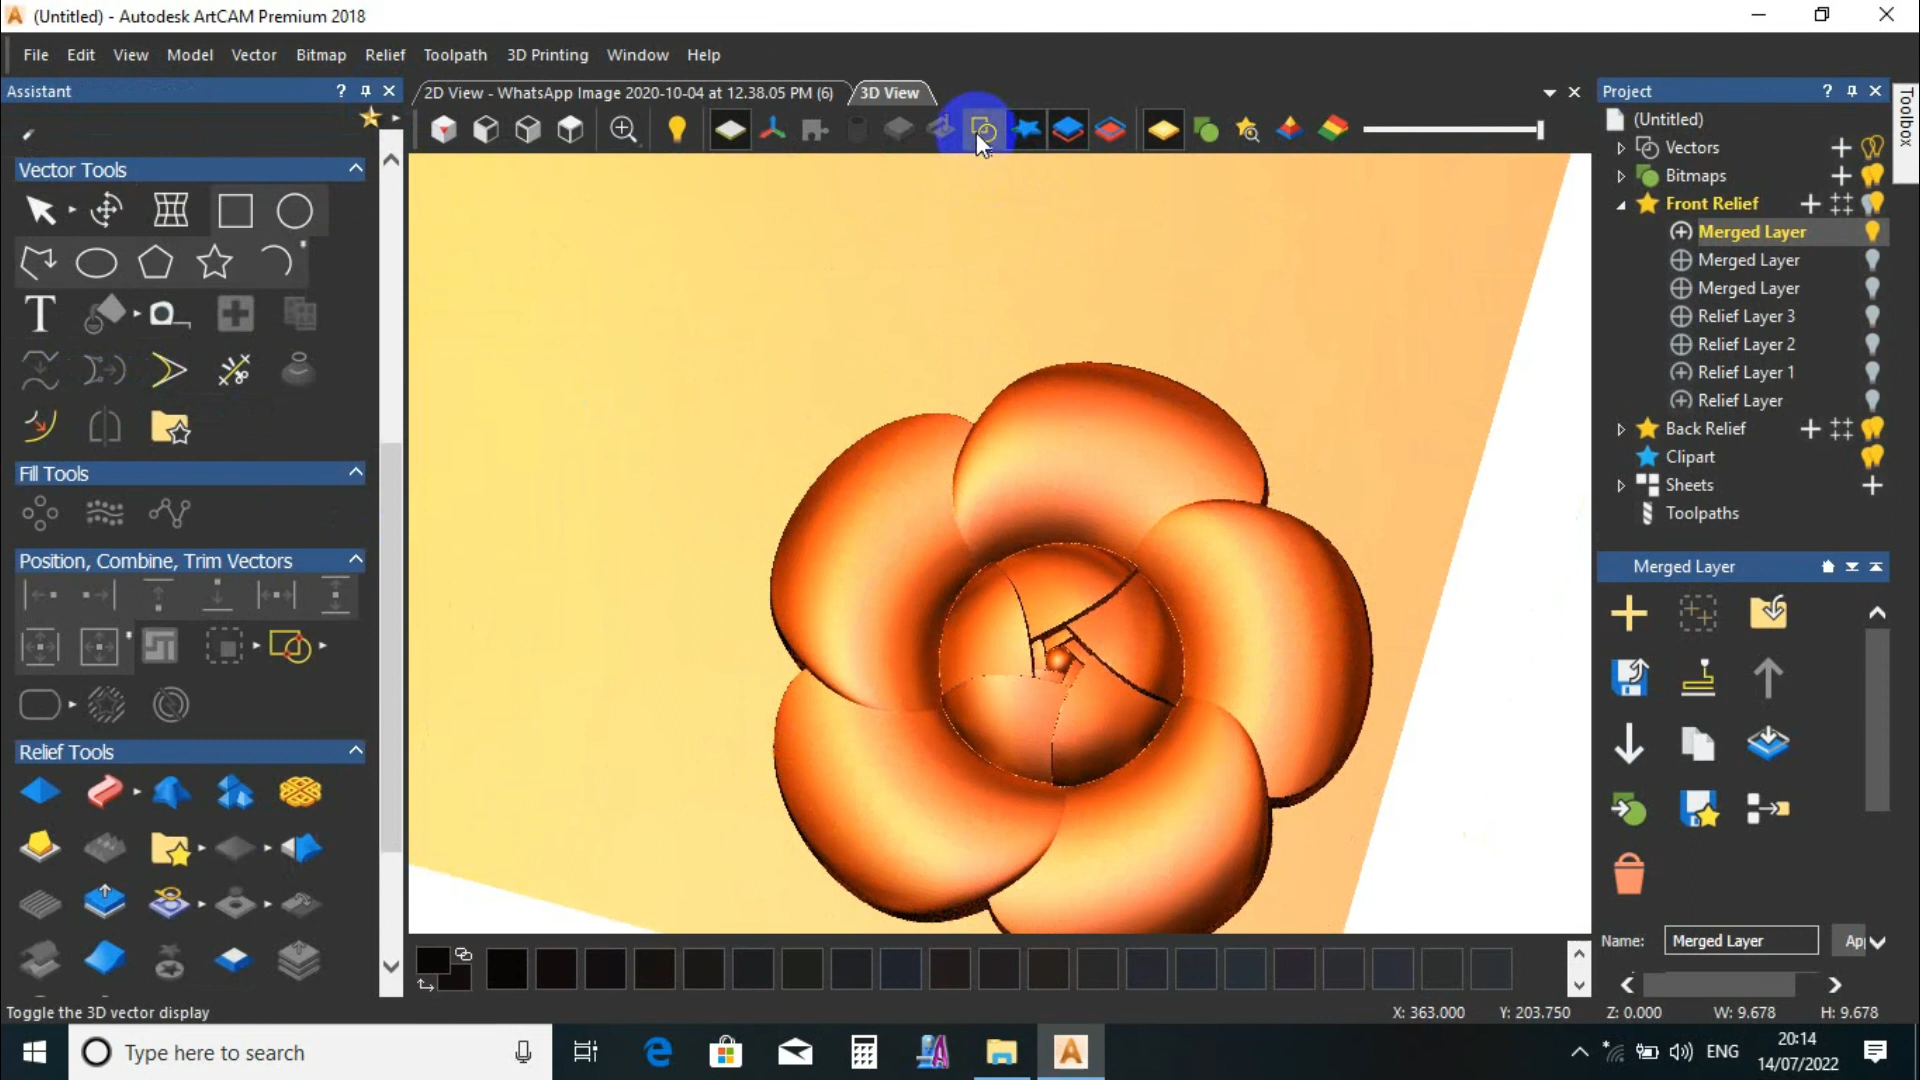 (Untitled) - Autodesk ArtCAM Premium 2018
File Edit View Model Vector Bitmap Relief Toolpath 3D Printing Window Help
Assistant ?
2D View - WhatsApp Image 2020-10-04 at 12.38.05 PM (6) 3D View
Project ?
Toolbox
(Untitled)
Vectors
Bitmaps
Front Relief
Merged Layer
Merged Layer
Merged Layer
Relief Layer 3
Relief Layer 2
Relief Layer 1
Relief Layer
Back Relief
Clipart
Sheets
Toolpaths
Vector Tools
T
Fill Tools
Position, Combine, Trim Vectors
Relief Tools
Merged Layer
Name: Merged Layer Ap
Toggle the 3D vector display
X: 363.000 Y: 203.750 Z: 0.000 W: 9.678 H: 9.678
Type here to search
ENG
20:14
14/07/2022